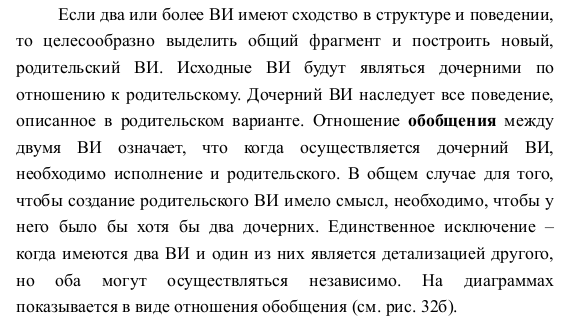 Если два или более ВИ имеют сходство в структуре и поведении,
то целесообразно выделить общий фрагмент и построить новый,
родительский ВИ. Исходные ВИ будут являться дочерними по
отношению к родительскому. Дочерний ВИ наследует все поведение,
описанное в родительском варианте. Отношение обобщения между
двумя ВИ означает, что когда осуществляется дочерний ВИ,
необходимо исполнение и родительского. В общем случае для того,
чтобы создание родительского ВИ имело смысл, необходимо, чтобы у
него было бы хотя бы два дочерних. Единственное исключение –
когда имеются два ВИ и один из них является детализацией другого,
но оба могут осуществляться независимо. На диаграммах
показывается в виде отношения обобщения (см. рис. 32б).